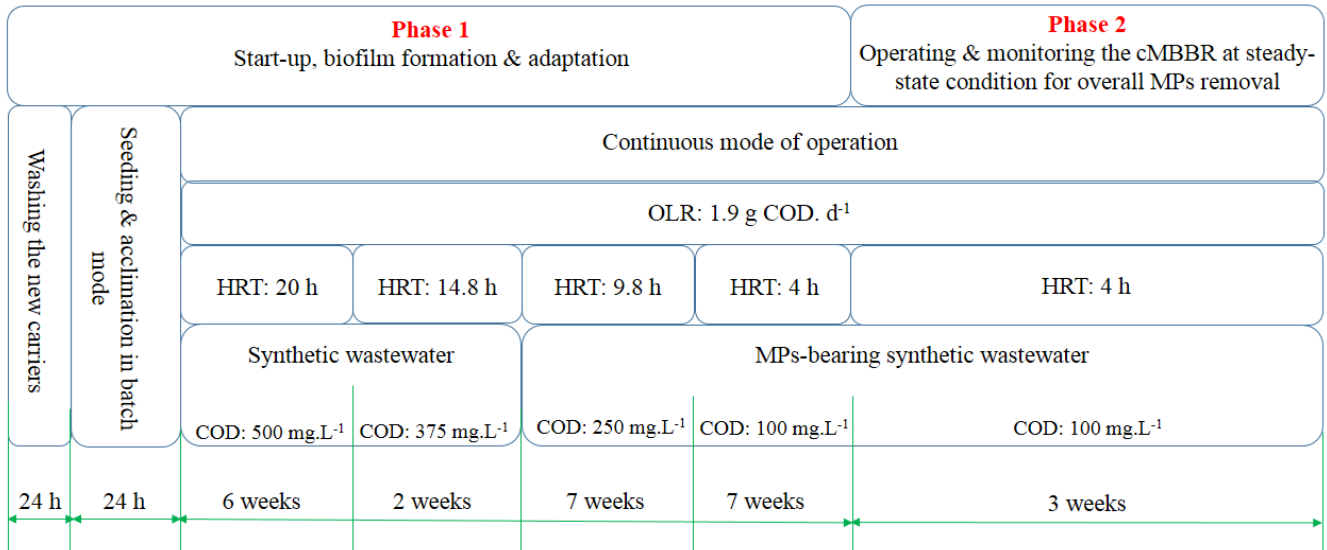 Phase 1
Start-up, biofilm formation & adaptation
Phase 2
Operating & monitoring the cMBBR at steady-
state condition for overall MPs removal
Washing the new carriers
Seeding & acclimation in batch
mode
Continuous mode of operation
OLR: 1.9 g COD. d⁻¹
HRT: 20 h
HRT: 14.8 h
HRT: 9.8 h
HRT: 4 h
HRT: 4 h
Synthetic wastewater
MPs-bearing synthetic wastewater
COD: 500 mg.L⁻¹
COD: 375 mg.L⁻¹
COD: 250 mg.L⁻¹
COD: 100 mg.L⁻¹
COD: 100 mg.L⁻¹
24 h
24 h
6 weeks
2 weeks
7 weeks
7 weeks
3 weeks